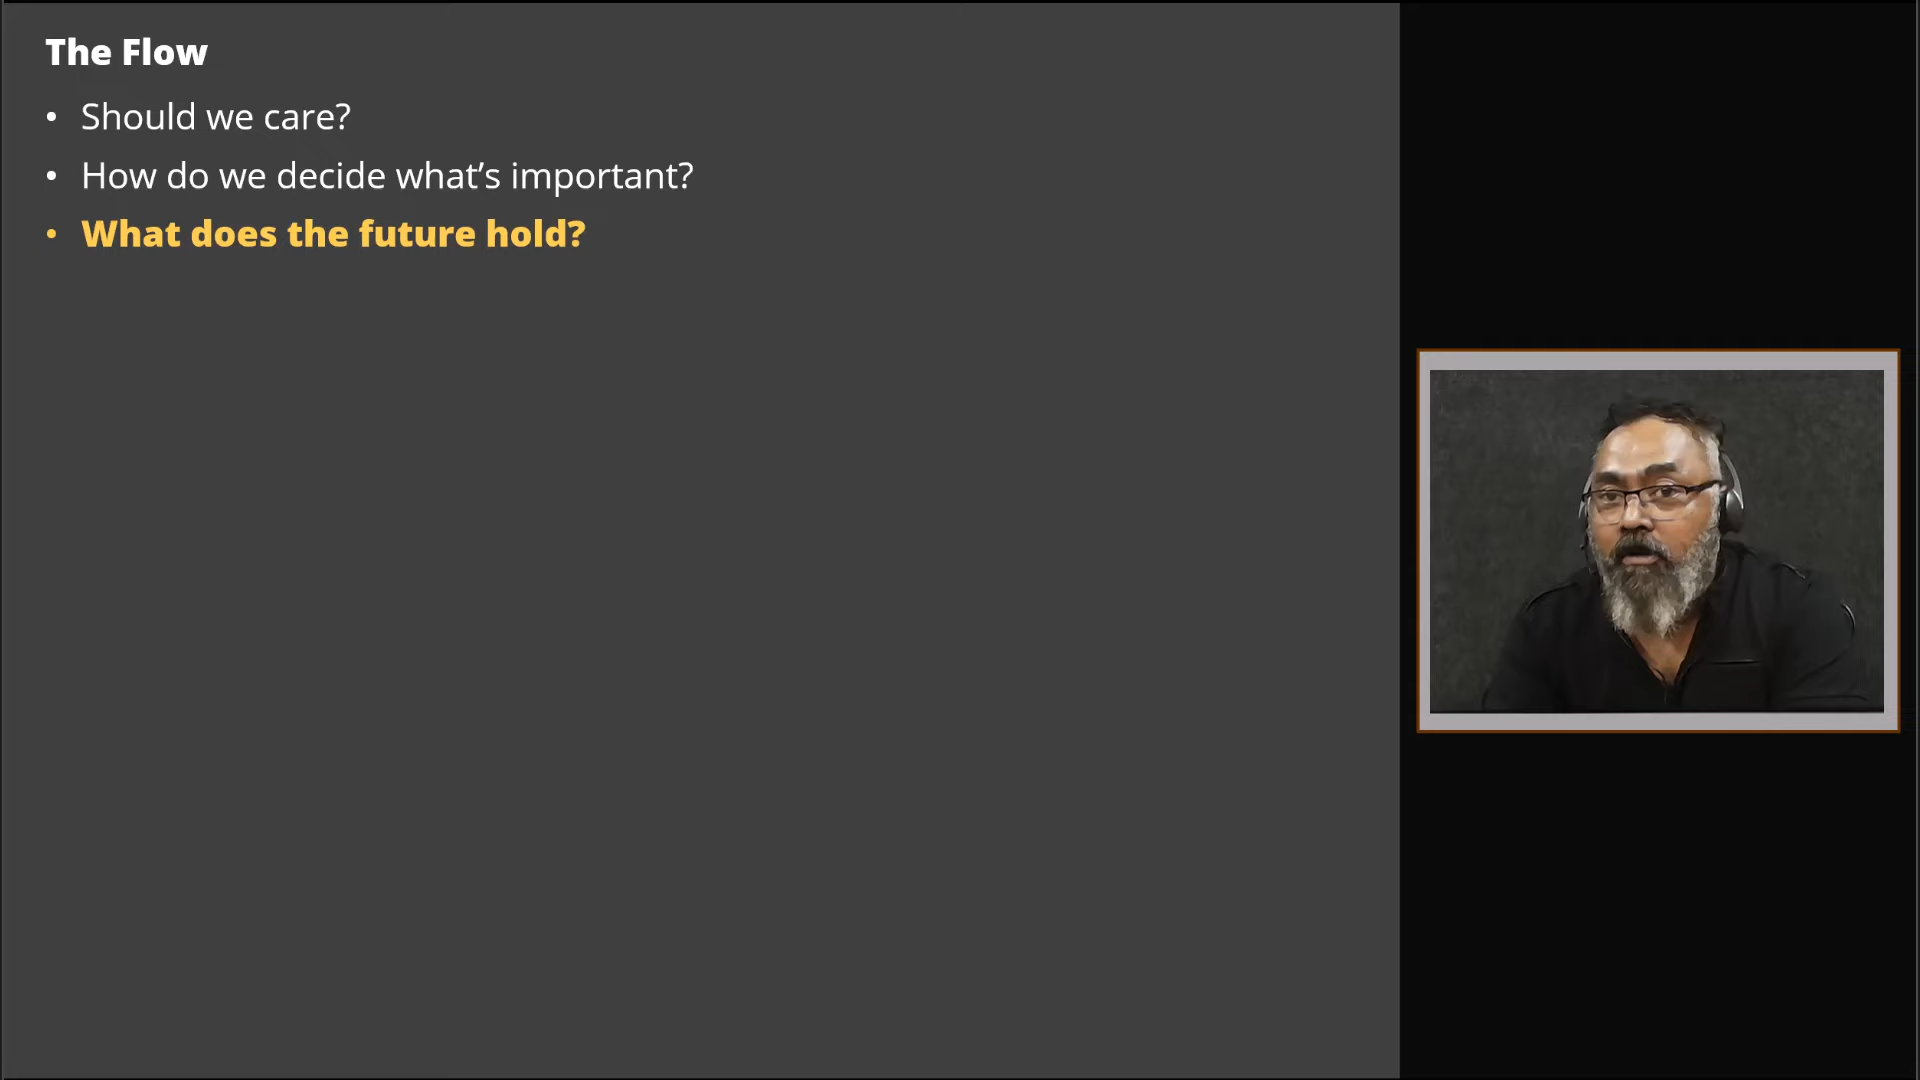 The Flow
• Should we care?
• How do we decide what’s important?
• What does the future hold?